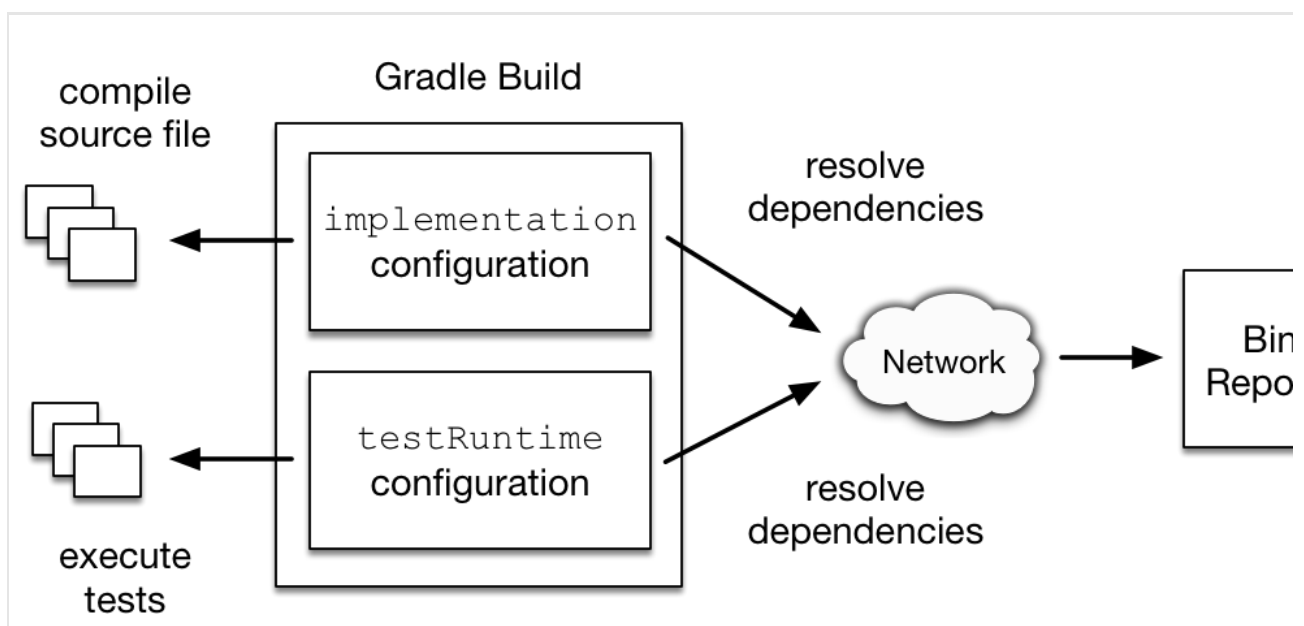 Gradle Build
compile
source file
implementation
configuration
resolve
dependencies
Network
testRuntime
configuration
resolve
dependencies
execute
tests